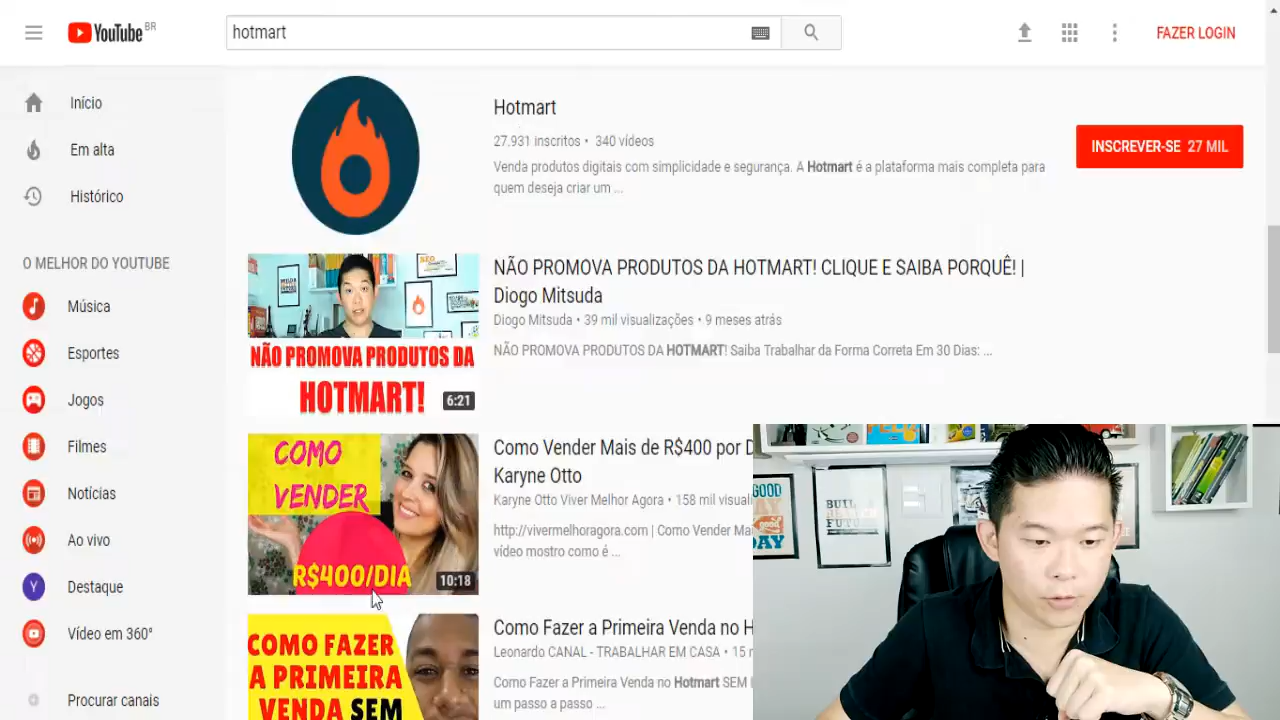 YouTube BR
hotmart
FAZER LOGIN
Início
Em alta
Histórico
O MELHOR DO YOUTUBE
Música
Esportes
Jogos
Filmes
Notícias
Ao vivo
Y
Destaque
Vídeo em 360°
Procurar canais
Hotmart
27.931 inscritos • 340 vídeos
Venda produtos digitais com simplicidade e segurança. A Hotmart é a plataforma mais completa para
quem deseja criar um ...
INSCREVER-SE 27 MIL
NÃO PROMOVA PRODUTOS DA
HOTMART!
6:21
NÃO PROMOVA PRODUTOS DA HOTMART! CLIQUE E SAIBA PORQUÊ! |
Diogo Mitsuda
Diogo Mitsuda • 39 mil visualizações • 9 meses atrás
NÃO PROMOVA PRODUTOS DA HOTMART! Saiba Trabalhar da Forma Correta Em 30 Dias: ...
COMO
VENDER
R$400/DIA
10:18
Como Vender Mais de R$400 por D
Karyne Otto
Karyne Otto Viver Melhor Agora • 158 mil visual
http://vivermelhoragora.com | Como Vender Ma
vídeo mostro como é ...
COMO FAZER
A PRIMEIRA
VENDA SEM
Como Fazer a Primeira Venda no H
Leonardo CANAL - TRABALHAR EM CASA • 15 m
Como Fazer a Primeira Venda no Hotmart SEM I
um passo a passo ...
GOOD
good
DAY
BUIL
FUTU